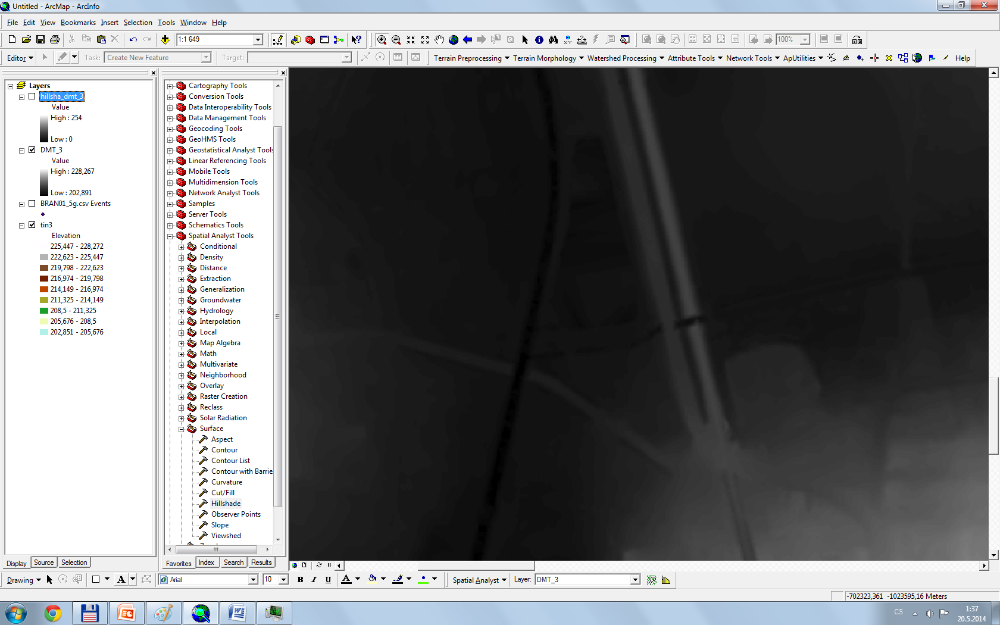 Untitled - ArcMap - ArcInfo
File Edit View Bookmarks Insert Selection Tools Window Help
1:1 649
100%
Editor Task: Create New Feature Target:
Terrain Preprocessing Terrain Morphology Watershed Processing Attribute Tools Network Tools ApUtilities Help
Layers
hillsha_dmt_3
Value
High : 254
Low : 0
DMT_3
Value
High : 228,267
Low : 202,891
BRAN01_5g.csv Events
tin3
Elevation
225,447 - 228,272
222,623 - 225,447
219,798 - 222,623
216,974 - 219,798
214,149 - 216,974
211,325 - 214,149
208,5 - 211,325
205,676 - 208,5
202,851 - 205,676
Display Source Selection
Cartography Tools
Conversion Tools
Data Interoperability Tools
Data Management Tools
Geocoding Tools
GeoHMS Tools
Geostatistical Analyst Tools
Linear Referencing Tools
Mobile Tools
Multidimension Tools
Network Analyst Tools
Samples
Server Tools
Schematics Tools
Spatial Analyst Tools
Conditional
Density
Distance
Extraction
Generalization
Groundwater
Hydrology
Interpolation
Local
Map Algebra
Math
Multivariate
Neighborhood
Overlay
Raster Creation
Reclass
Solar Radiation
Surface
Aspect
Contour
Contour List
Contour with Barrie
Curvature
Cut/Fill
Hillshade
Observer Points
Slope
Viewshed
Favorites Index Search Results
Drawing A Arial 10 B I U A Spatial Analyst Layer: DMT_3
-702323,361 -1023595,16 Meters
CS
1:37
20.5.2014